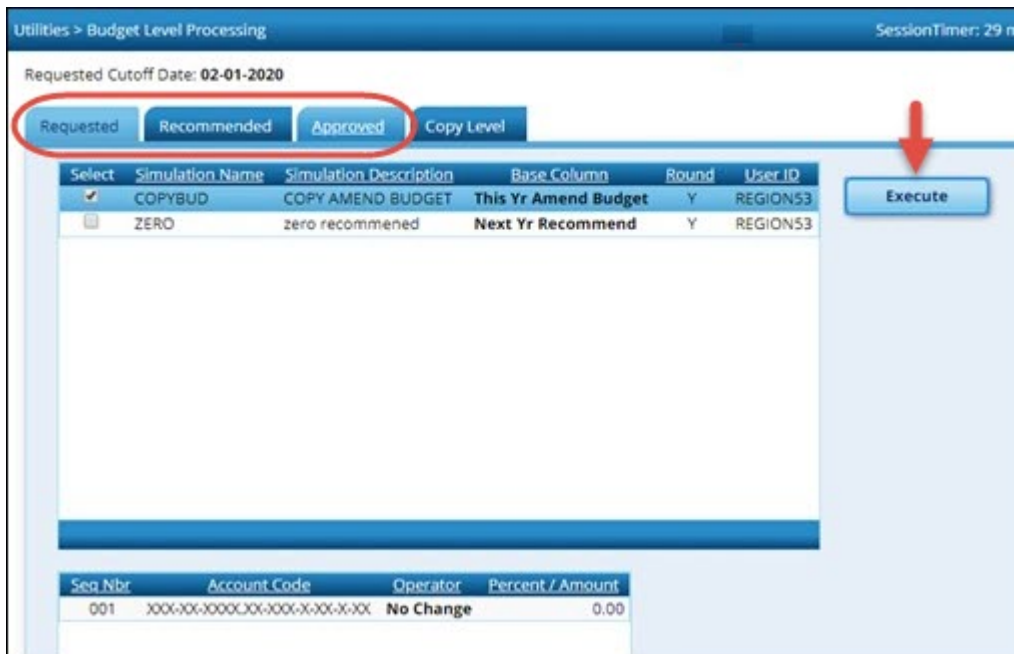 Utilities > Budget Level Processing SessionTimer: 29 m
Requested Cutoff Date: 02-01-2020
Requested Recommended Approved Copy Level
Select Simulation Name Simulation Description Base Column Round User ID
COPYBUD COPY AMEND BUDGET This Yr Amend Budget Y REGION53
ZERO zero recommened Next Yr Recommend Y REGION53
Execute
Seq Nbr Account Code Operator Percent / Amount
001 XXX-XX-XXXX.XX-XXX-X-XX-X-XX No Change 0.00